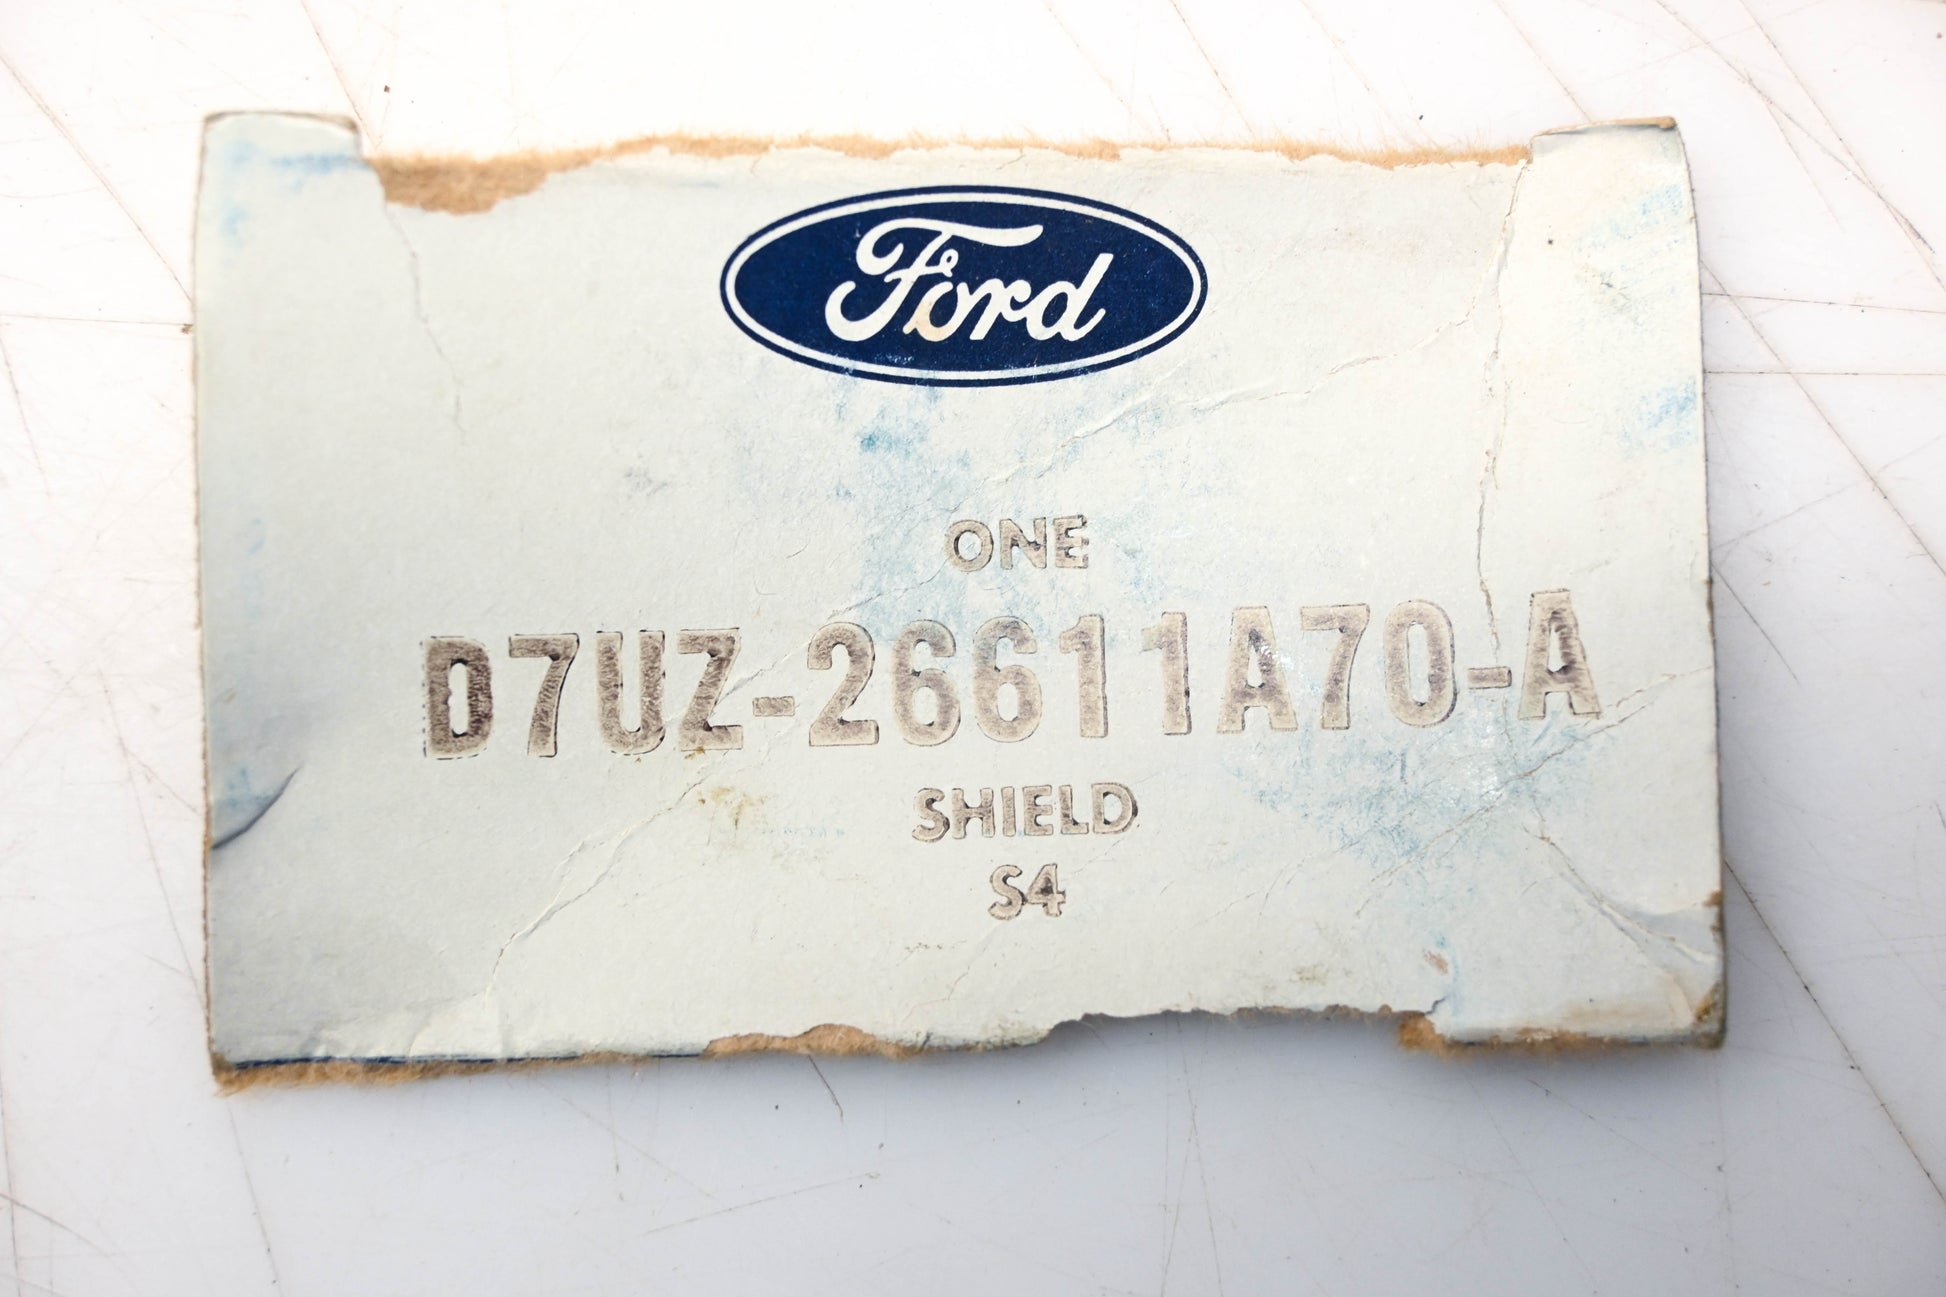 Ford
ONE
D7UZ-26611A70-A
SHIELD
S4